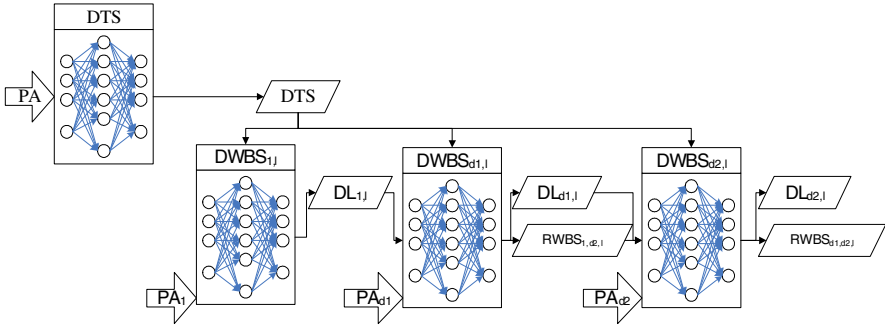 DTS
PA
DTS
DWBS1,l
DWBSd1,l
DWBSd2,l
DL1,l
DLd1,l
DLd2,l
RWBS1,d2,l
RWBSd1,d2,l
PA1
PAd1
PAd2